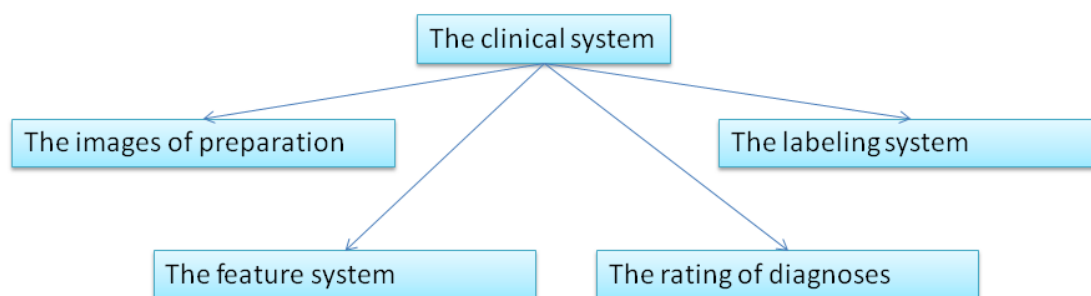 The clinical system
The images of preparation
The labeling system
The feature system
The rating of diagnoses